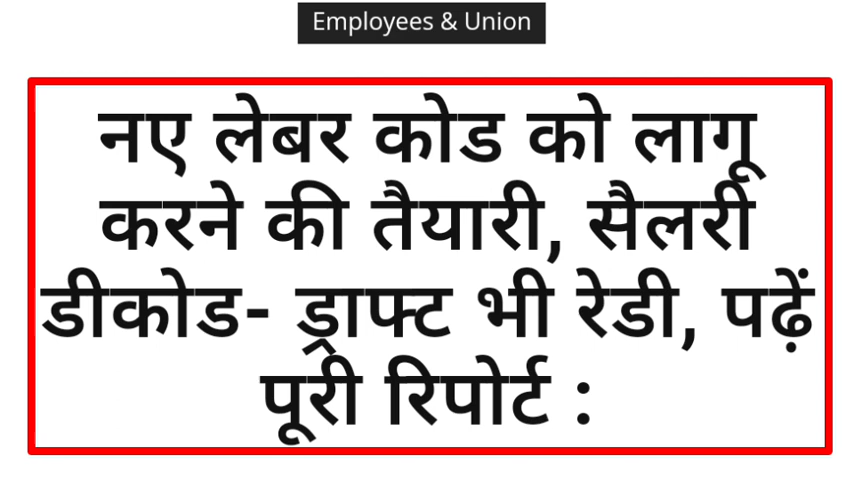 Employees & Union
नए लेबर कोड को लागू
करने की तैयारी, सैलरी
डीकोड- ड्राफ्ट भी रेडी, पढ़ें
पूरी रिपोर्ट :